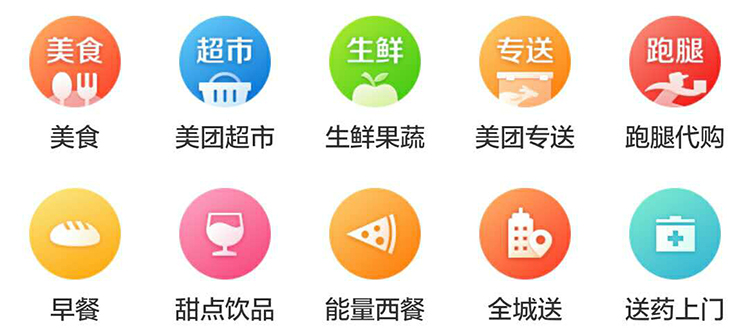 美食 超市 生鲜 专送 跑腿
美食 美团超市 生鲜果蔬 美团专送 跑腿代购
早餐 甜点饮品 能量西餐 全城送 送药上门